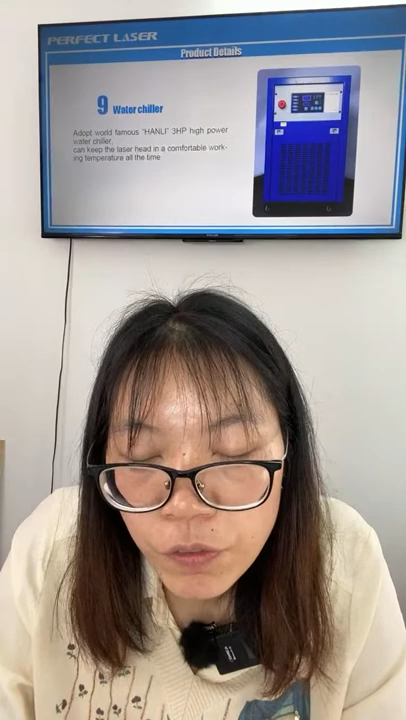 PERFECT LASER
Product Details
9 Water chiller
Adopt world famous "HANLI" 3HP high power
water chiller,
can keep the laser head in a comfortable work-
ing temperature all the time